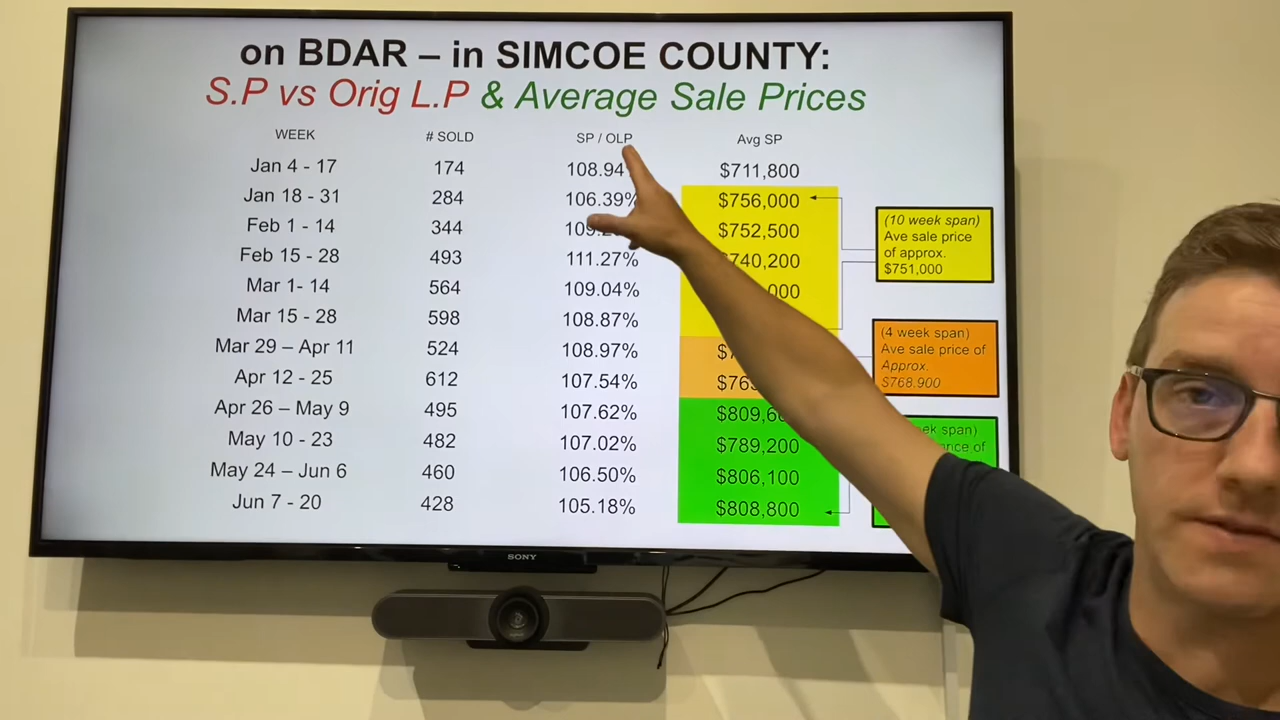 on BDAR – in SIMCOE COUNTY:
S.P vs Orig L.P & Average Sale Prices
WEEK # SOLD SP / OLP Avg SP
Jan 4 - 17 174 108.94 $711,800
Jan 18 - 31 284 106.39% $756,000
Feb 1 - 14 344 $752,500
Feb 15 - 28 493 111.27% 740,200
Mar 1- 14 564 109.04% 000
Mar 15 - 28 598 108.87%
Mar 29 – Apr 11 524 108.97%
Apr 12 - 25 612 107.54%
Apr 26 – May 9 495 107.62%
May 10 - 23 482 107.02% $789,200
May 24 – Jun 6 460 106.50% $806,100
Jun 7 - 20 428 105.18% $808,800
(10 week span)
Ave sale price
of approx.
$751,000
(4 week span)
Ave sale price of
Approx.
$768.900
span)
of
SONY